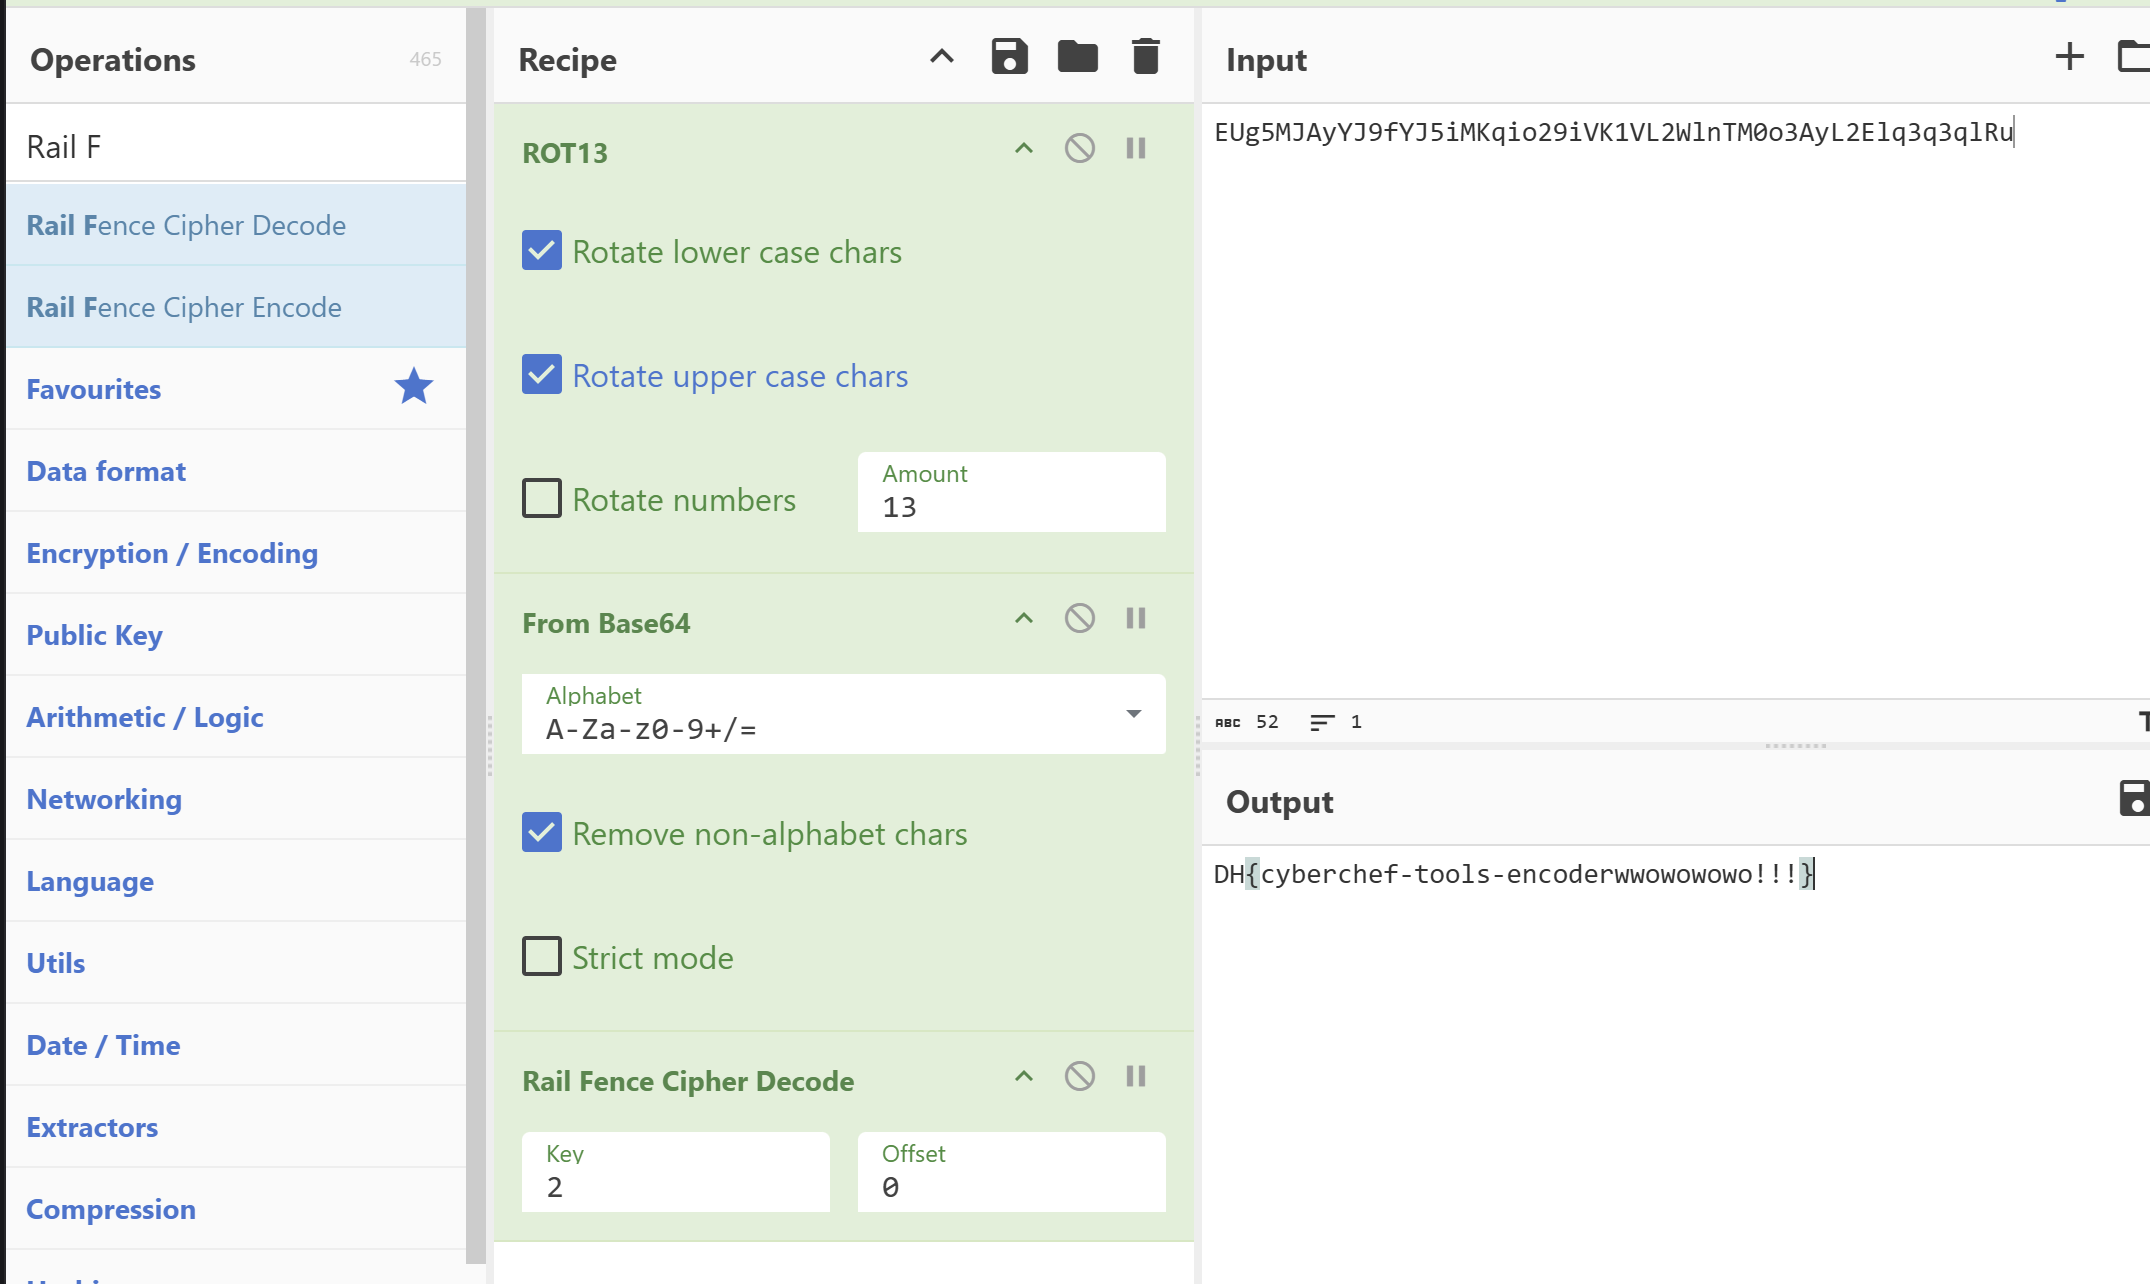 Operations
465
Rail F
Rail Fence Cipher Decode
Rail Fence Cipher Encode
Favourites
Data format
Encryption / Encoding
Public Key
Arithmetic / Logic
Networking
Language
Utils
Date / Time
Extractors
Compression
Recipe
ROT13
Rotate lower case chars
Rotate upper case chars
Rotate numbers
Amount
13
From Base64
Alphabet
A-Za-z0-9+/=
Remove non-alphabet chars
Strict mode
Rail Fence Cipher Decode
Key
2
Offset
0
Input
EUg5MJAyYJ9fYJ5iMKqio29iVK1VL2WlnTM0o3AyL2Elq3q3qlRu
ABC 52
1
Output
DH{cyberchef-tools-encoderwwowowowo!!!}